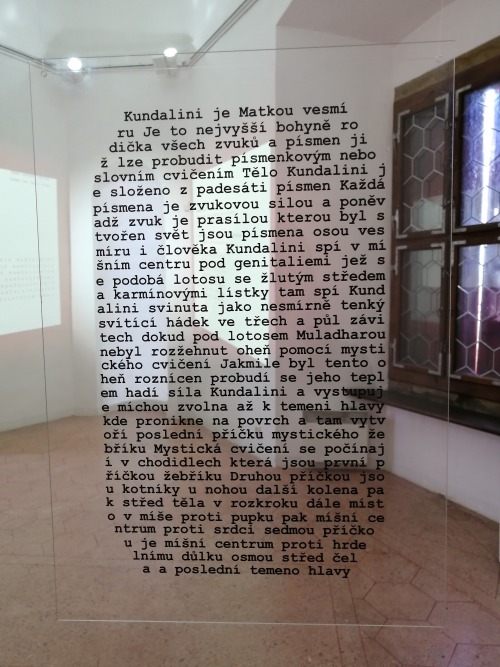 Kundalini je Matkou vesmí
ru Je to nejvyšší bohyně ro
dička všech zvuků a písmen ji
ž lze probudit písmenkovým nebo
slovním cvičením Tělo Kundalini j
e složeno z padesáti písmen Každá
písmena je zvukovou silou a poněv
adž zvuk je prasílou kterou byl s
tvořen svět jsou písmena osou ves
míru i člověka Kundalini spí v mí
šním centru pod genitaliemi jež s
e podobá lotosu se žlutým středem
a karmínovými lístky tam spí Kund
alini svinuta jako nesmírně tenký
svítící hádek ve třech a půl závi
tech dokud pod lotosem Muladharou
nebyl rozžehnut oheň pomocí mysti
ckého cvičení Jakmile byl tento o
heň roznícen probudí se jeho tepl
em hadí síla Kundalini a vystupuj
e míchou zvolna až k temeni hlavy
kde pronikne na povrch a tam vytv
oří poslední příčku mystického že
bříku Mystická cvičení se počínaj
í v chodidlech která jsou první p
říčkou žebříku Druhou příčkou jso
u kotníky u nohou další kolena pa
k střed těla v rozkroku dále míst
o v míše proti pupku pak míšní ce
ntrum proti srdci sedmou příčko
u je míšní centrum proti hrde
lnímu důlku osmou střed čel
a a poslední temeno hlavy